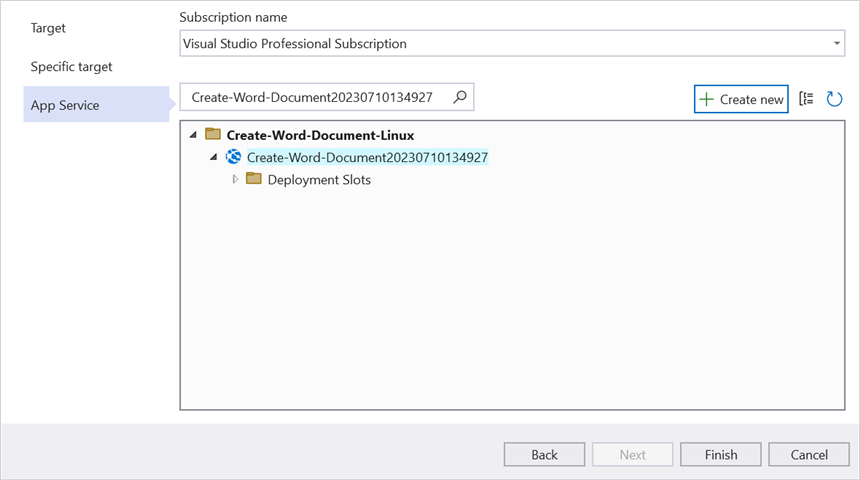 Target
Specific target
App Service
Subscription name
Visual Studio Professional Subscription
Create-Word-Document20230710134927
Create new
Create-Word-Document-Linux
Create-Word-Document20230710134927
Deployment Slots
Back
Next
Finish
Cancel